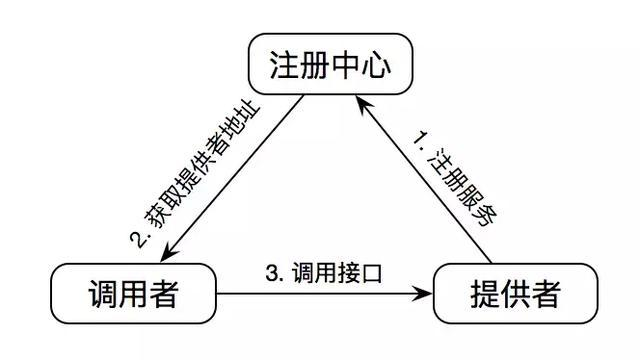 注册中心
2. 获取提供者地址
1. 注册服务
3. 调用接口
调用者
提供者